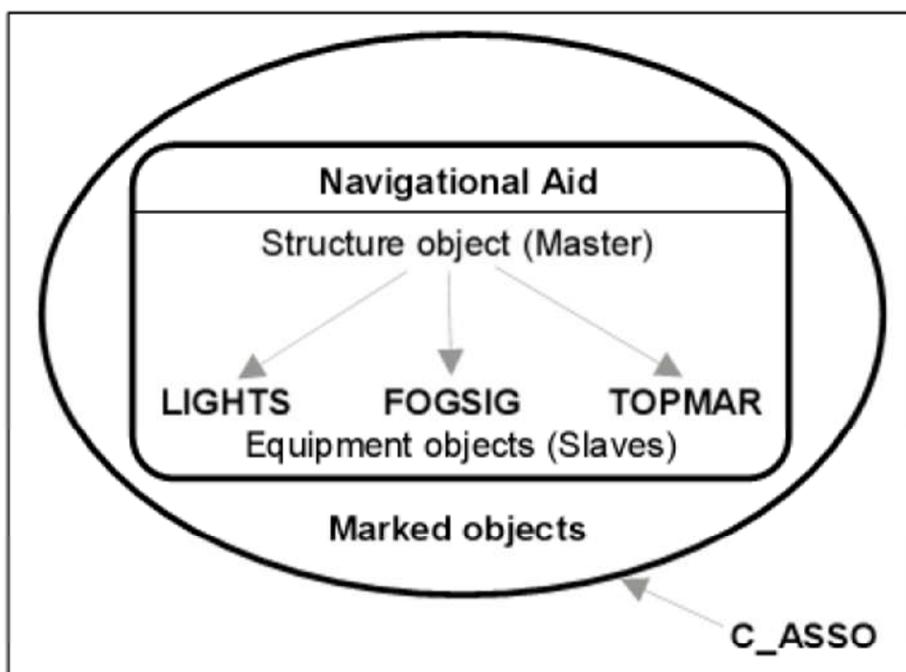 Navigational Aid
Structure object (Master)
LIGHTS FOGSIG TOPMAR
Equipment objects (Slaves)
Marked objects
C_ASSO